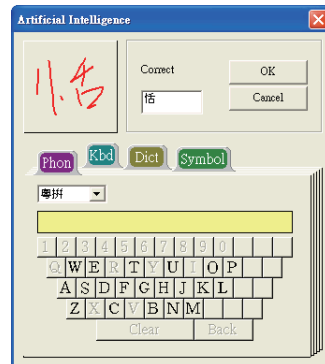 Artificial Intelligence
恬
Correct
OK
恬
Cancel
Phon Kbd Dict Symbol
粵拼
1 2 3 4 5 6 7 8 9 0
Q W E R T Y U I O P
A S D F G H J K L
Z X C V B N M
Clear Back